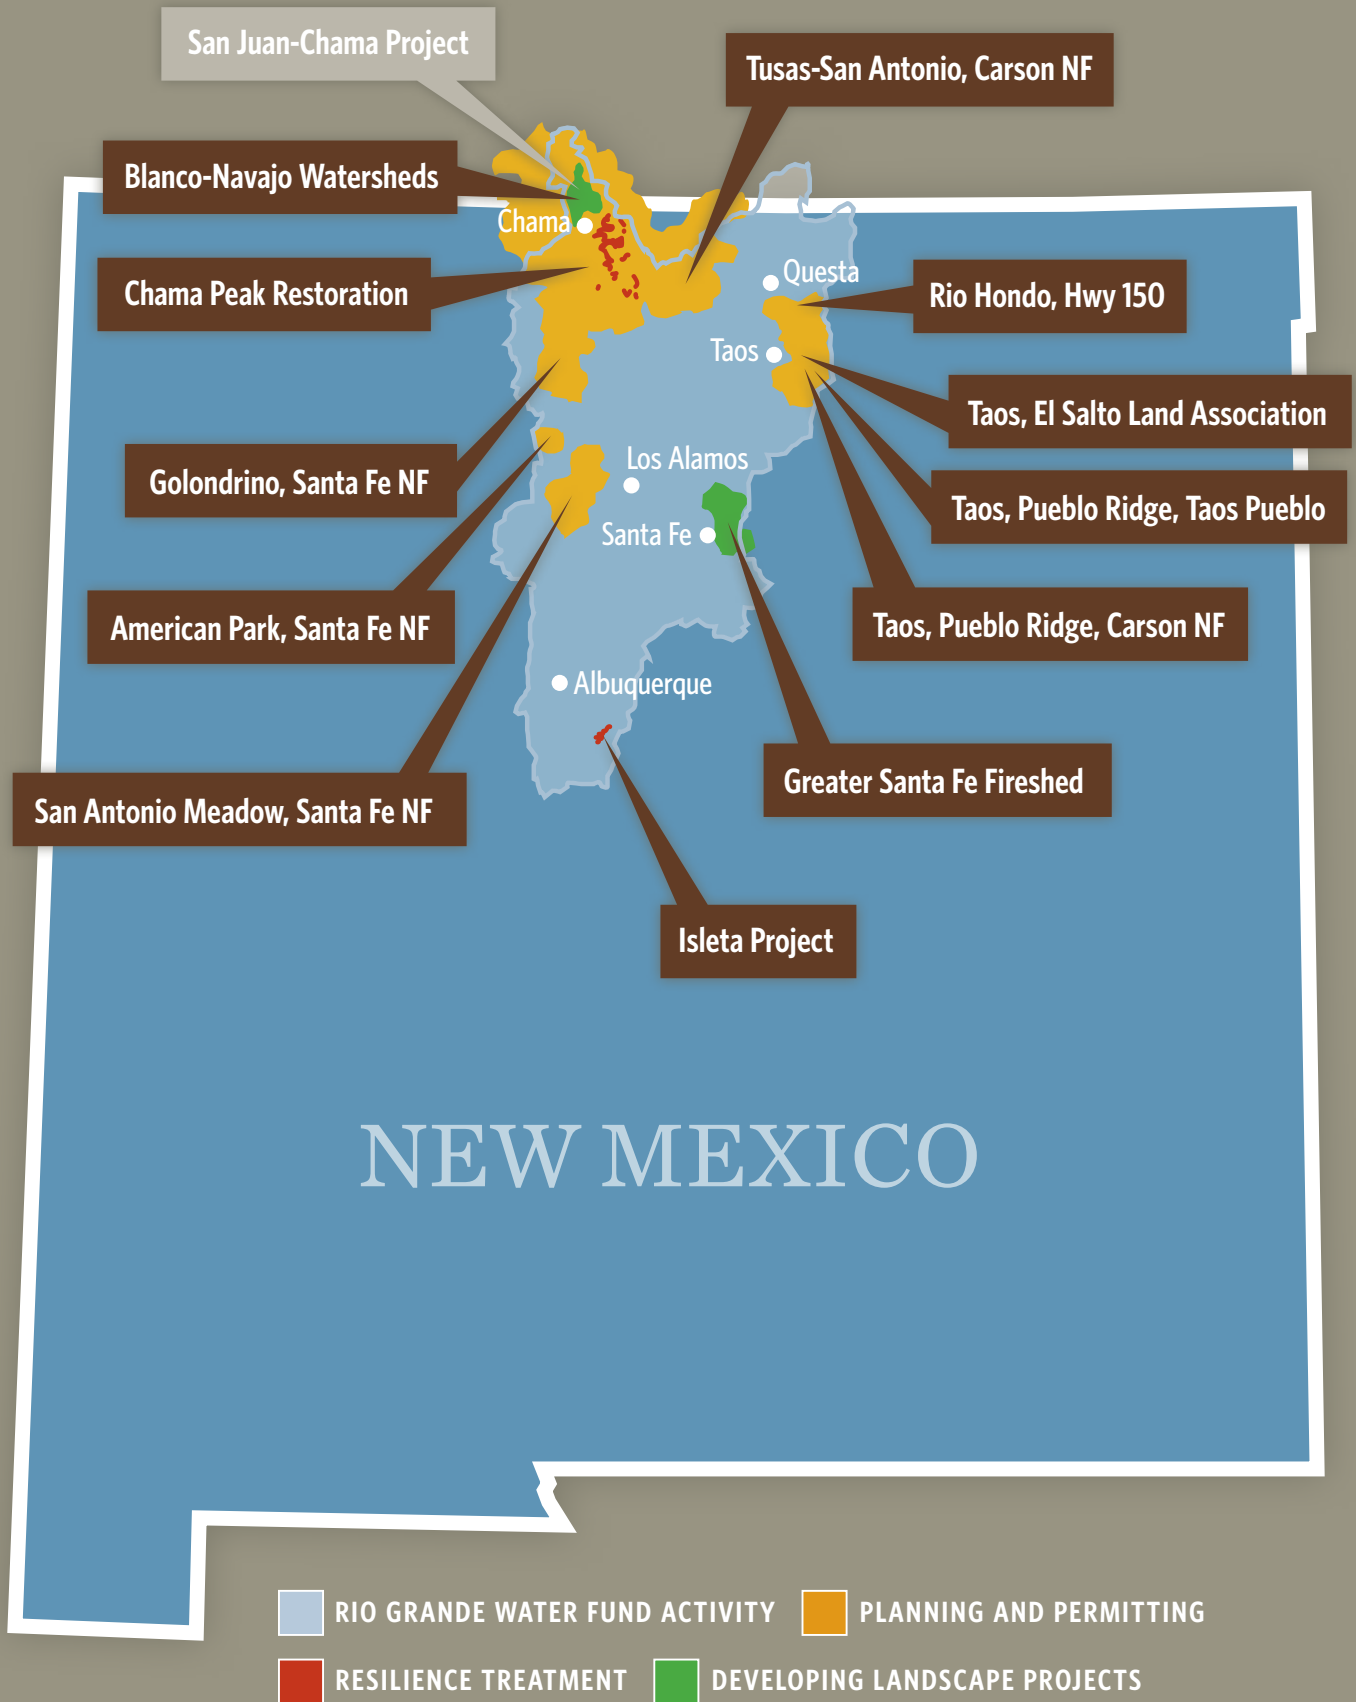 San Juan-Chama Project
Tusas-San Antonio, Carson NF
Blanco-Navajo Watersheds
Chama
Chama Peak Restoration
Questa
Rio Hondo, Hwy 150
Taos
Taos, El Salto Land Association
Golondrino, Santa Fe NF
Los Alamos
Taos, Pueblo Ridge, Taos Pueblo
Santa Fe
American Park, Santa Fe NF
Taos, Pueblo Ridge, Carson NF
Albuquerque
Greater Santa Fe Fireshed
San Antonio Meadow, Santa Fe NF
Isleta Project
NEW MEXICO
RIO GRANDE WATER FUND ACTIVITY
PLANNING AND PERMITTING
RESILIENCE TREATMENT
DEVELOPING LANDSCAPE PROJECTS